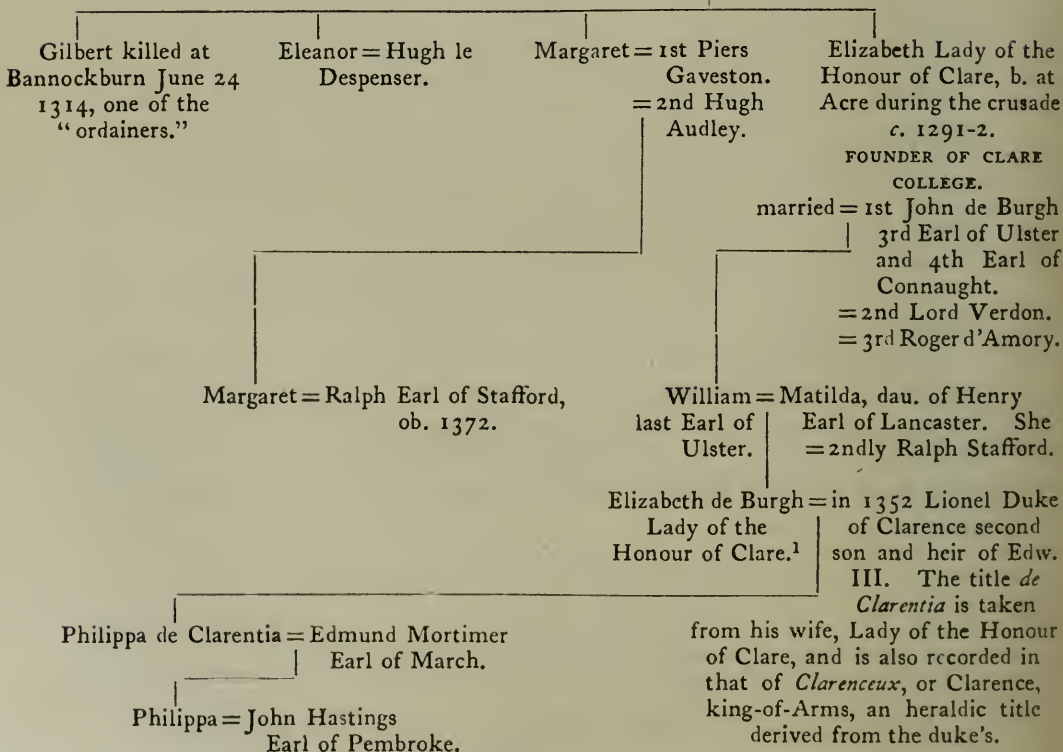 Gilbert killed at
Bannockburn June 24
1314, one of the
“ ordainers.”
Eleanor = Hugh le
Despenser.
Margaret = 1st Piers
Gaveston.
= 2nd Hugh
Audley.
Elizabeth Lady of the
Honour of Clare, b. at
Acre during the crusade
c. 1291-2.
FOUNDER OF CLARE
COLLEGE.
married = 1st John de Burgh
3rd Earl of Ulster
and 4th Earl of
Connaught.
= 2nd Lord Verdon.
= 3rd Roger d'Amory.
Margaret = Ralph Earl of Stafford,
ob. 1372.
William = Matilda, dau. of Henry
last Earl of Earl of Lancaster. She
Ulster. = 2ndly Ralph Stafford.
Elizabeth de Burgh = in 1352 Lionel Duke
Lady of the of Clarence second
Honour of Clare.¹ son and heir of Edw.
III. The title de
Clarentia is taken
from his wife, Lady of the Honour
of Clare, and is also recorded in
that of Clarenceux, or Clarence,
king-of-Arms, an heraldic title
derived from the duke's.
Philippa de Clarentia = Edmund Mortimer
Earl of March.
Philippa = John Hastings
Earl of Pembroke.